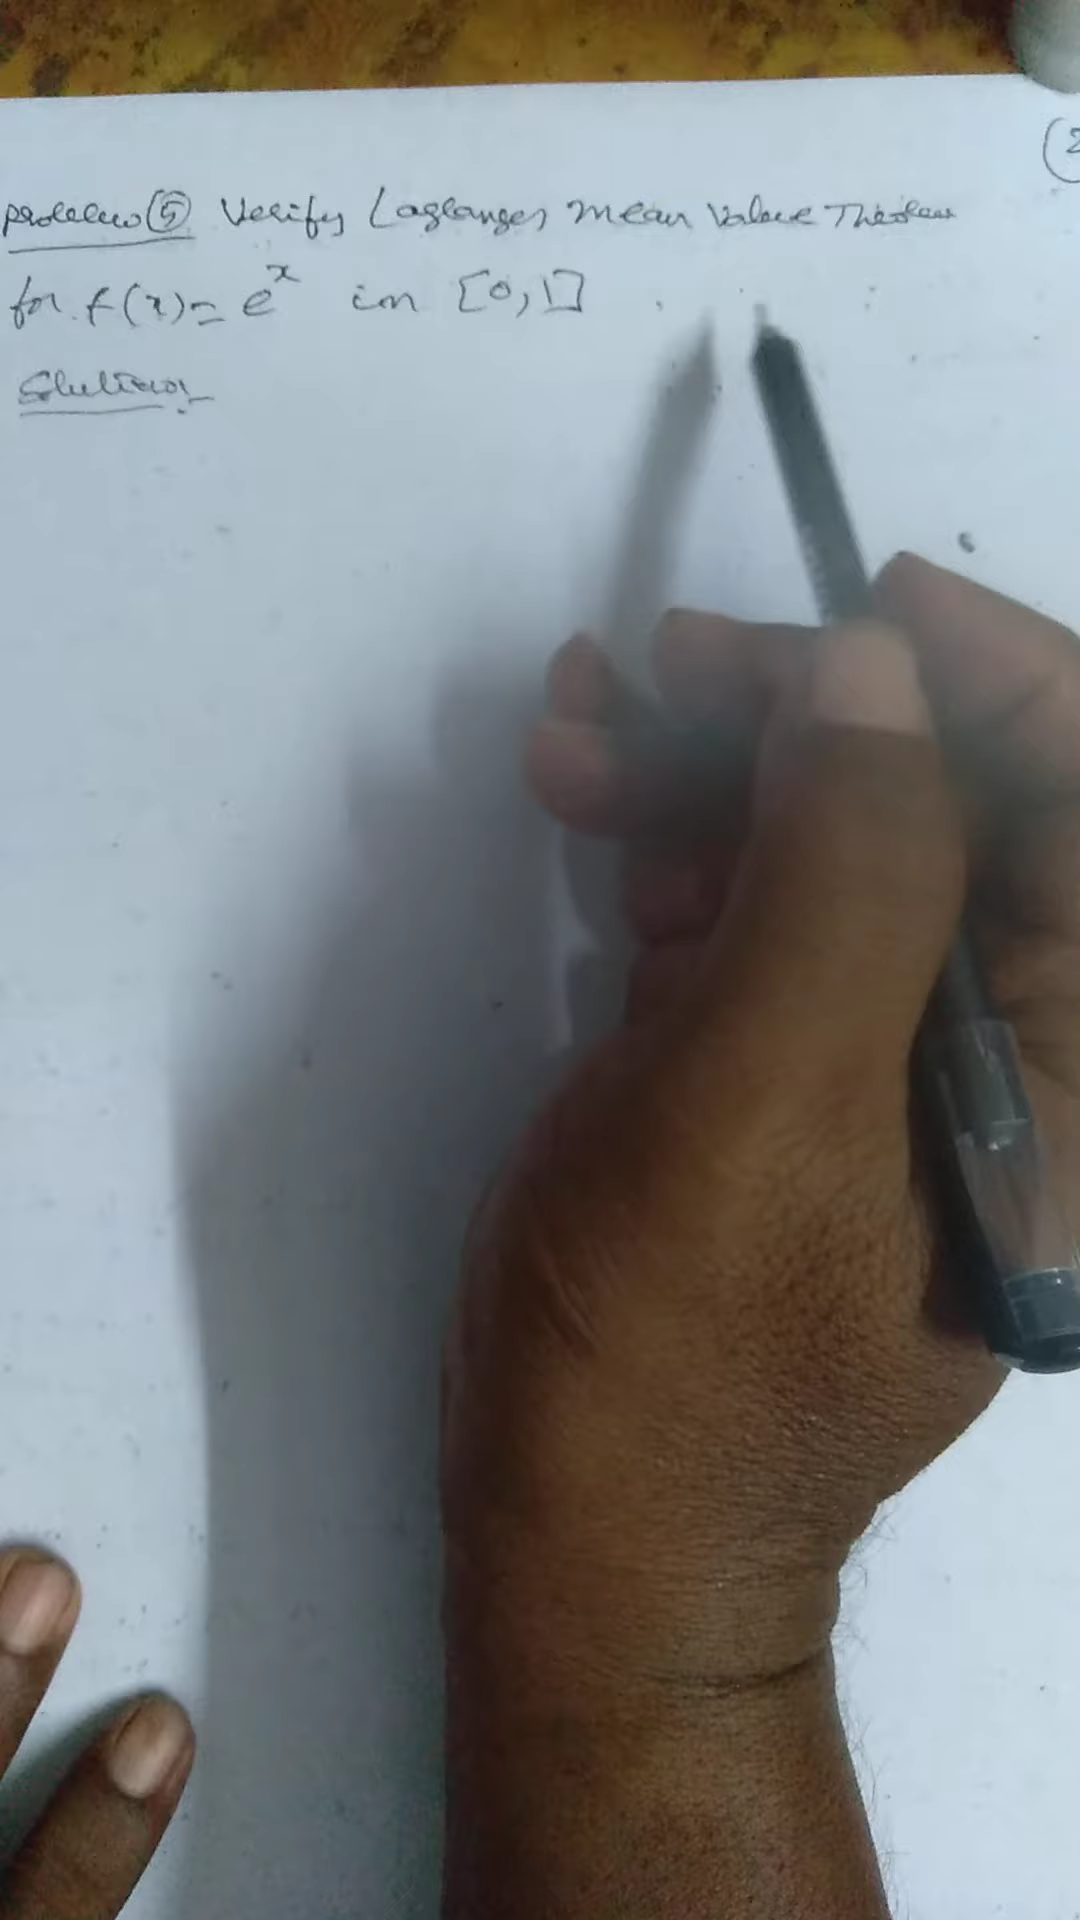 Problem (5) Verify Lagranges Mean Value Theorem
for f(x) = e^x in [0,1]
Solution:-